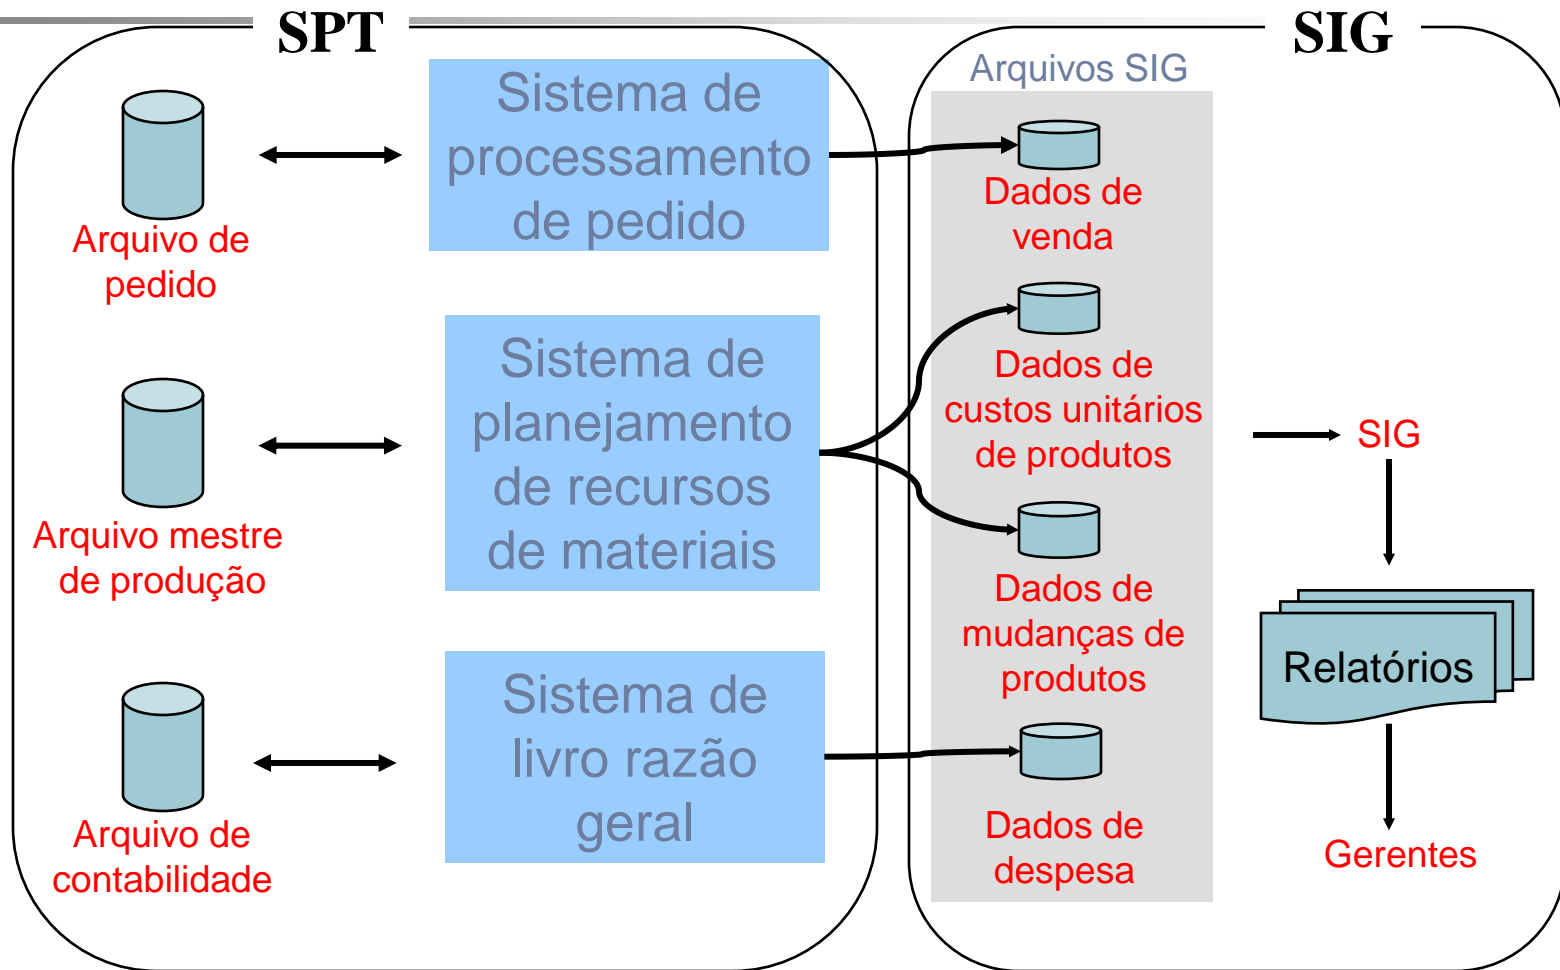 SPT
SIG
Arquivo de
pedido
Sistema de
processamento
de pedido
Arquivo mestre
de produção
Sistema de
planejamento
de recursos
de materiais
Arquivo de
contabilidade
Sistema de
livro razão
geral
Arquivos SIG
Dados de
venda
Dados de
custos unitários
de produtos
Dados de
mudanças de
produtos
Dados de
despesa
SIG
Relatórios
Gerentes